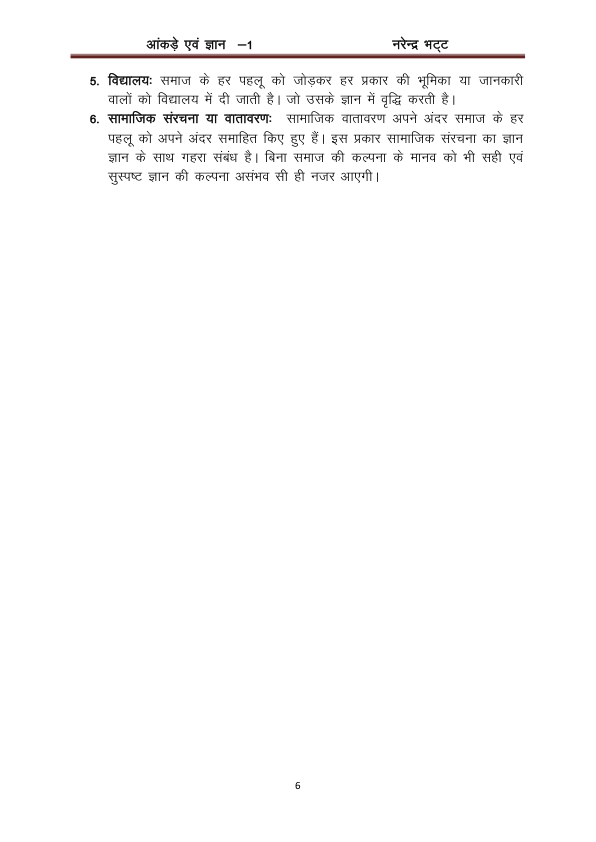 आंकड़े एवं ज्ञान –1 नरेन्द्र भट्ट
5. विद्यालयः समाज के हर पहलू को जोड़कर हर प्रकार की भूमिका या जानकारी
वालों को विद्यालय में दी जाती है। जो उसके ज्ञान में वृद्धि करती है।
6. सामाजिक संरचना या वातावरणः सामाजिक वातावरण अपने अंदर समाज के हर
पहलू को अपने अंदर समाहित किए हुए हैं। इस प्रकार सामाजिक संरचना का ज्ञान
ज्ञान के साथ गहरा संबंध है। बिना समाज की कल्पना के मानव को भी सही एवं
सुस्पष्ट ज्ञान की कल्पना असंभव सी ही नजर आएगी।
6